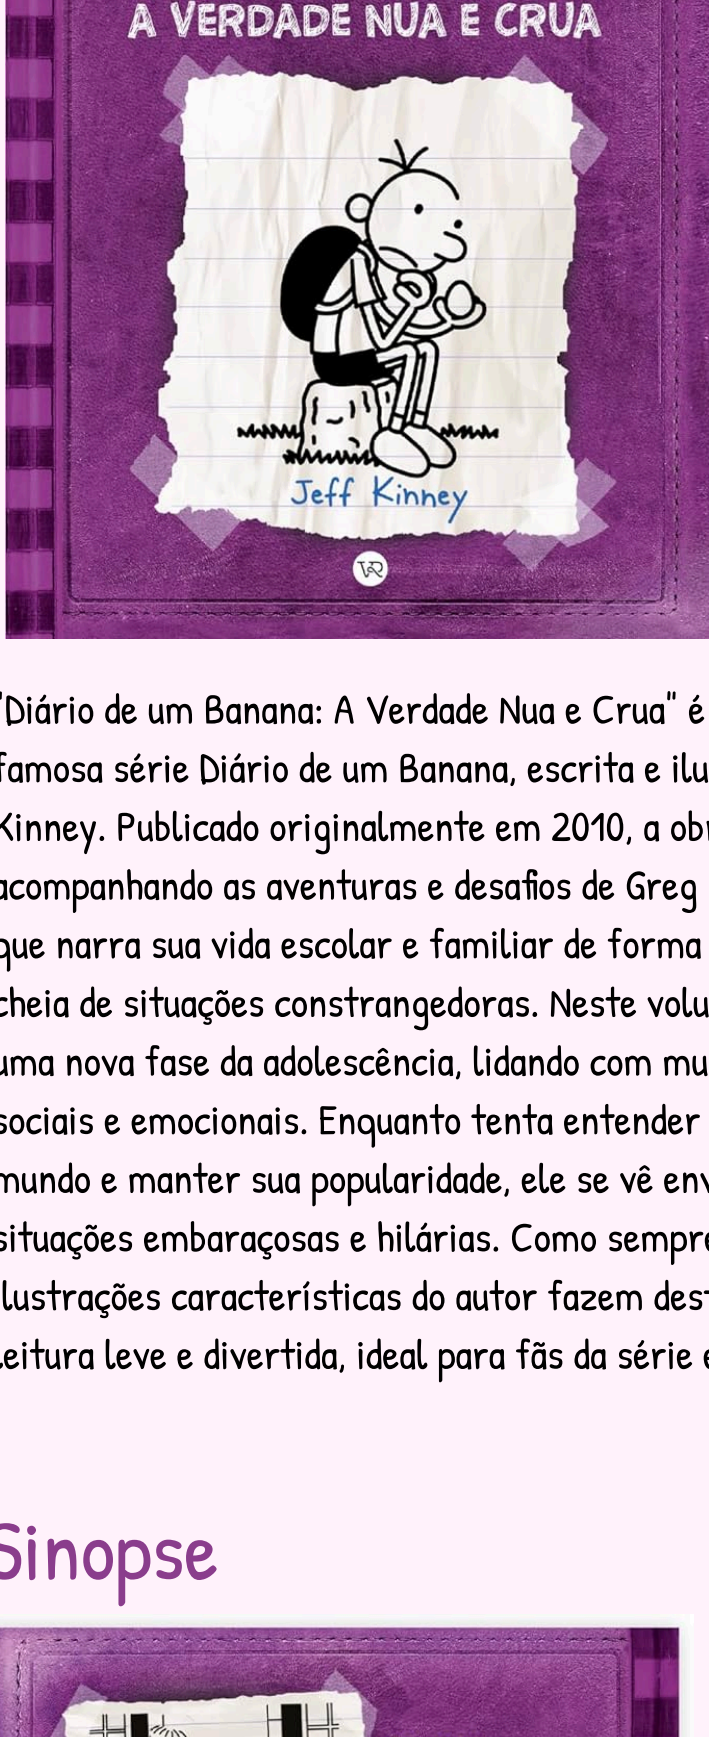 A VERDADE NUA E CRUA
Jeff Kinney
VR
"Diário de um Banana: A Verdade Nua e Crua" é
famosa série Diário de um Banana, escrita e ilu
Kinney. Publicado originalmente em 2010, a obr
acompanhando as aventuras e desafios de Greg
que narra sua vida escolar e familiar de forma
cheia de situações constrangedoras. Neste volu
uma nova fase da adolescência, lidando com mu
sociais e emocionais. Enquanto tenta entender
mundo e manter sua popularidade, ele se vê env
situações embaraçosas e hilárias. Como sempre
ilustrações características do autor fazem dest
Leitura leve e divertida, ideal para fãs da série e
Sinopse